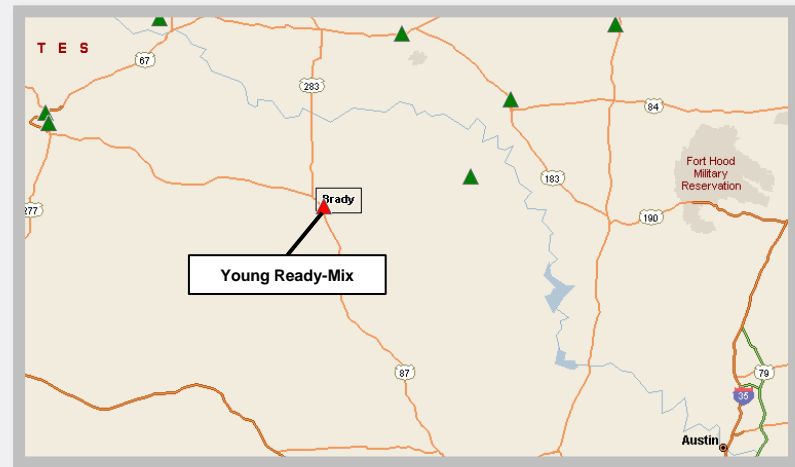 T E S
67
283
84
Fort Hood
Military
Reservation
183
277
Brady
190
Young Ready-Mix
87
79
35
Austin